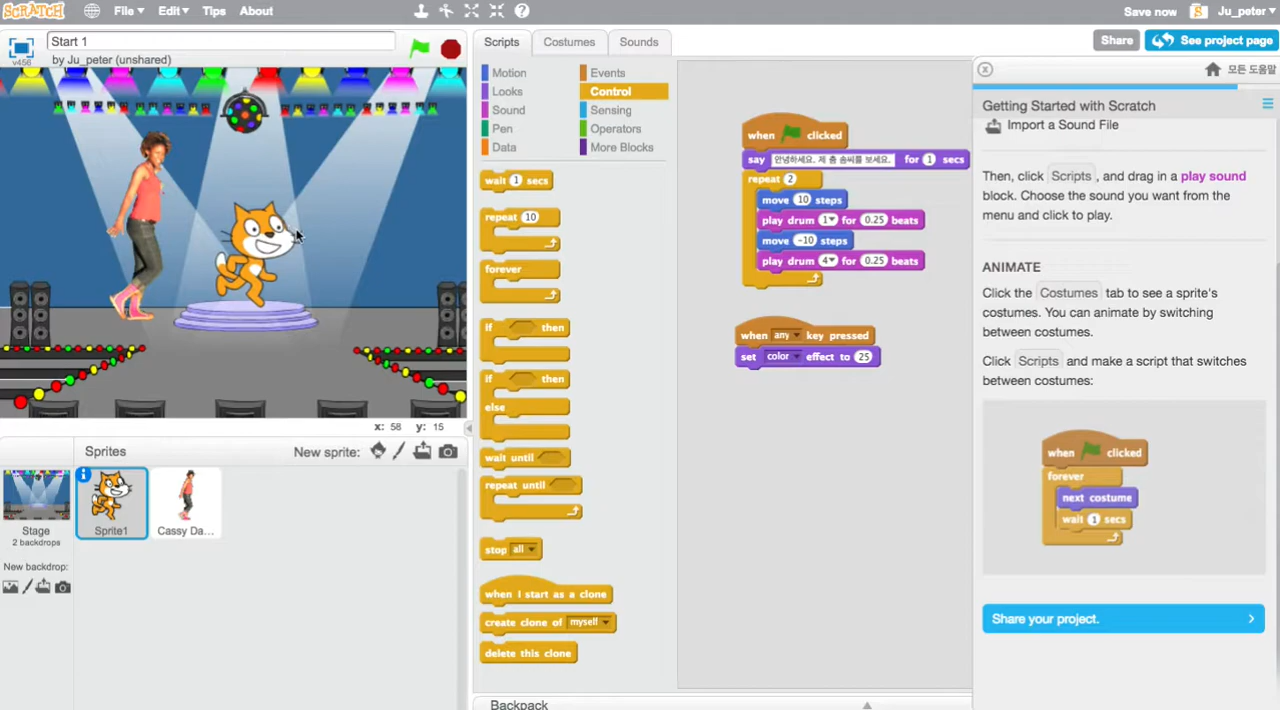 SCRATCH File Edit Tips About Save now Ju_peter
v456 Start 1
by Ju_peter (unshared)
Scripts Costumes Sounds
Share See project page
Motion Events
Looks Control
Sound Sensing
Pen Operators
Data More Blocks
wait 1 secs
repeat 10
forever
if then
if then
else
wait until
repeat until
stop all
when I start as a clone
create clone of myself
delete this clone
when clicked
say 안녕하세요. 제 춤 솜씨를 보세요. for 1 secs
repeat 2
move 10 steps
play drum 1 for 0.25 beats
move -10 steps
play drum 4 for 0.25 beats
when any key pressed
set color effect to 25
x: 58 y: 15
Sprites New sprite:
Stage
2 backdrops
New backdrop:
Sprite1
Cassy Da...
Backpack
모든 도움말
Getting Started with Scratch
Import a Sound File
Then, click Scripts , and drag in a play sound
block. Choose the sound you want from the
menu and click to play.
ANIMATE
Click the Costumes tab to see a sprite's
costumes. You can animate by switching
between costumes.
Click Scripts and make a script that switches
between costumes:
when clicked
forever
next costume
wait 1 secs
Share your project.